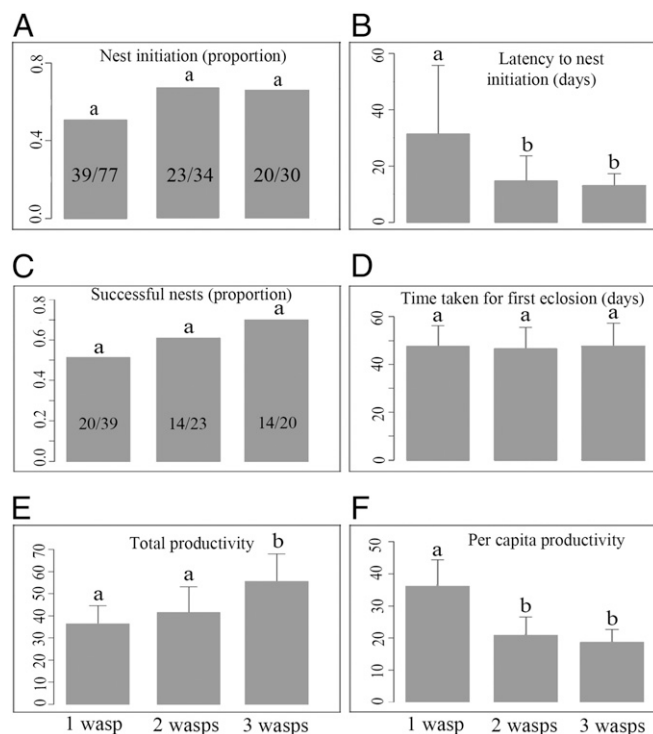 A
Nest initiation (proportion)
0.8
0.4
0.0
a
a
a
39/77
23/34
20/30
B
Latency to nest
initiation (days)
60
40
20
0
a
b
b
C
Successful nests (proportion)
0.8
0.6
0.4
0.2
0.0
a
a
a
20/39
14/23
14/20
D
Time taken for first eclosion (days)
60
40
20
0
a
a
a
E
Total productivity
70
60
50
40
30
20
10
0
a
a
b
1 wasp
2 wasps
3 wasps
F
Per capita productivity
50
40
30
20
10
0
a
b
b
1 wasp
2 wasps
3 wasps